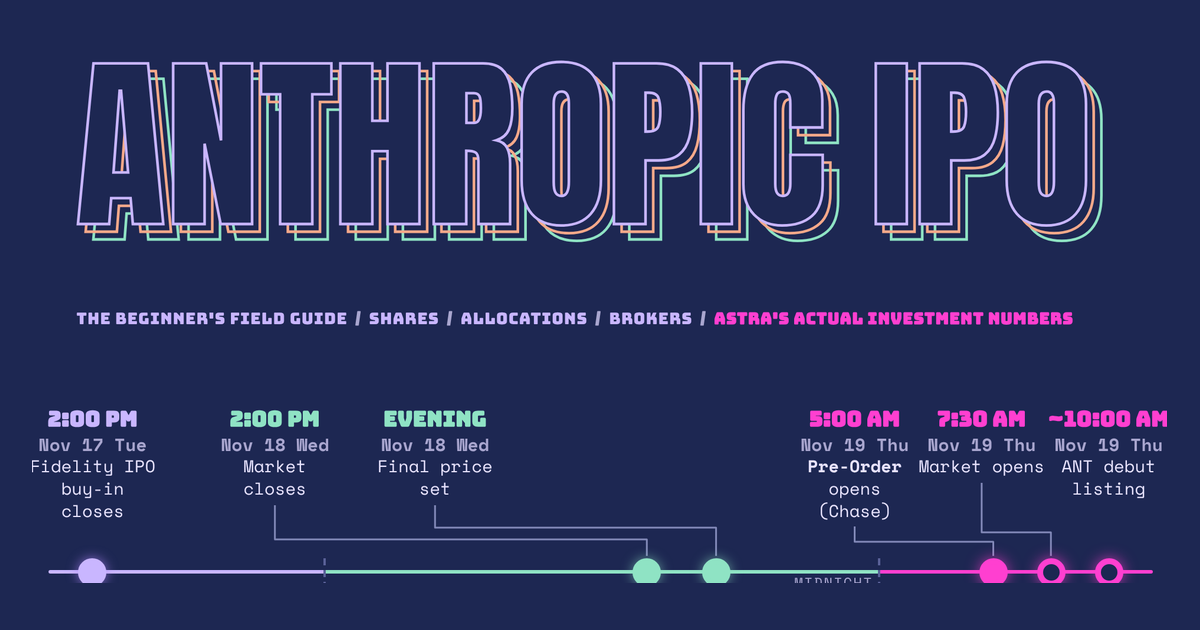 ANTHROPIC IPO
THE BEGINNER'S FIELD GUIDE / SHARES / ALLOCATIONS / BROKERS / ASTRA'S ACTUAL INVESTMENT NUMBERS
2:00 PM
Nov 17 Tue
Fidelity IPO
buy-in
closes
2:00 PM
Nov 18 Wed
Market
closes
EVENING
Nov 18 Wed
Final price
set
5:00 AM
Nov 19 Thu
Pre-Order
opens
(Chase)
7:30 AM
Nov 19 Thu
Market opens
~10:00 AM
Nov 19 Thu
ANT debut
listing
MIDNIGHT